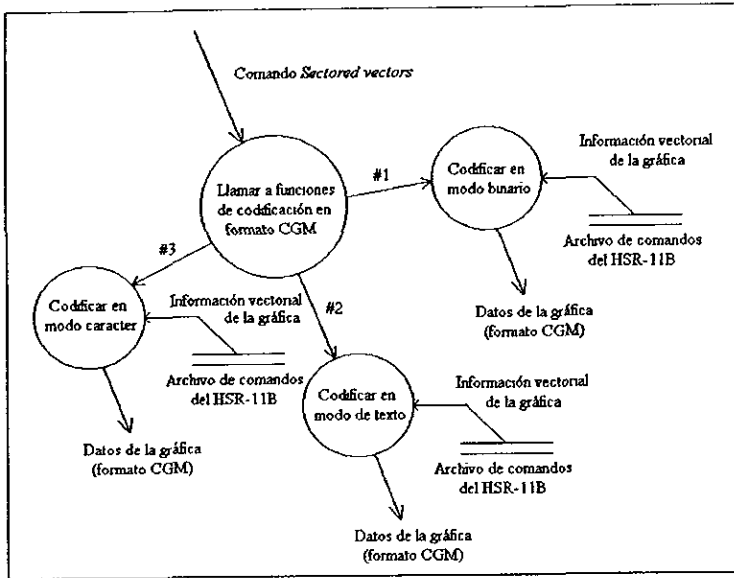 Comando Sectored vectors
Llamar a funciones
de codificación en
formato CGM
#1
Codificar en
modo binario
Información vectorial
de la gráfica
Archivo de comandos
del HSR-11B
Datos de la gráfica
(formato CGM)
#3
Codificar en
modo caracter
Información vectorial
de la gráfica
Archivo de comandos
del HSR-11B
Datos de la gráfica
(formato CGM)
#2
Codificar en
modo de texto
Información vectorial
de la gráfica
Archivo de comandos
del HSR-11B
Datos de la gráfica
(formato CGM)